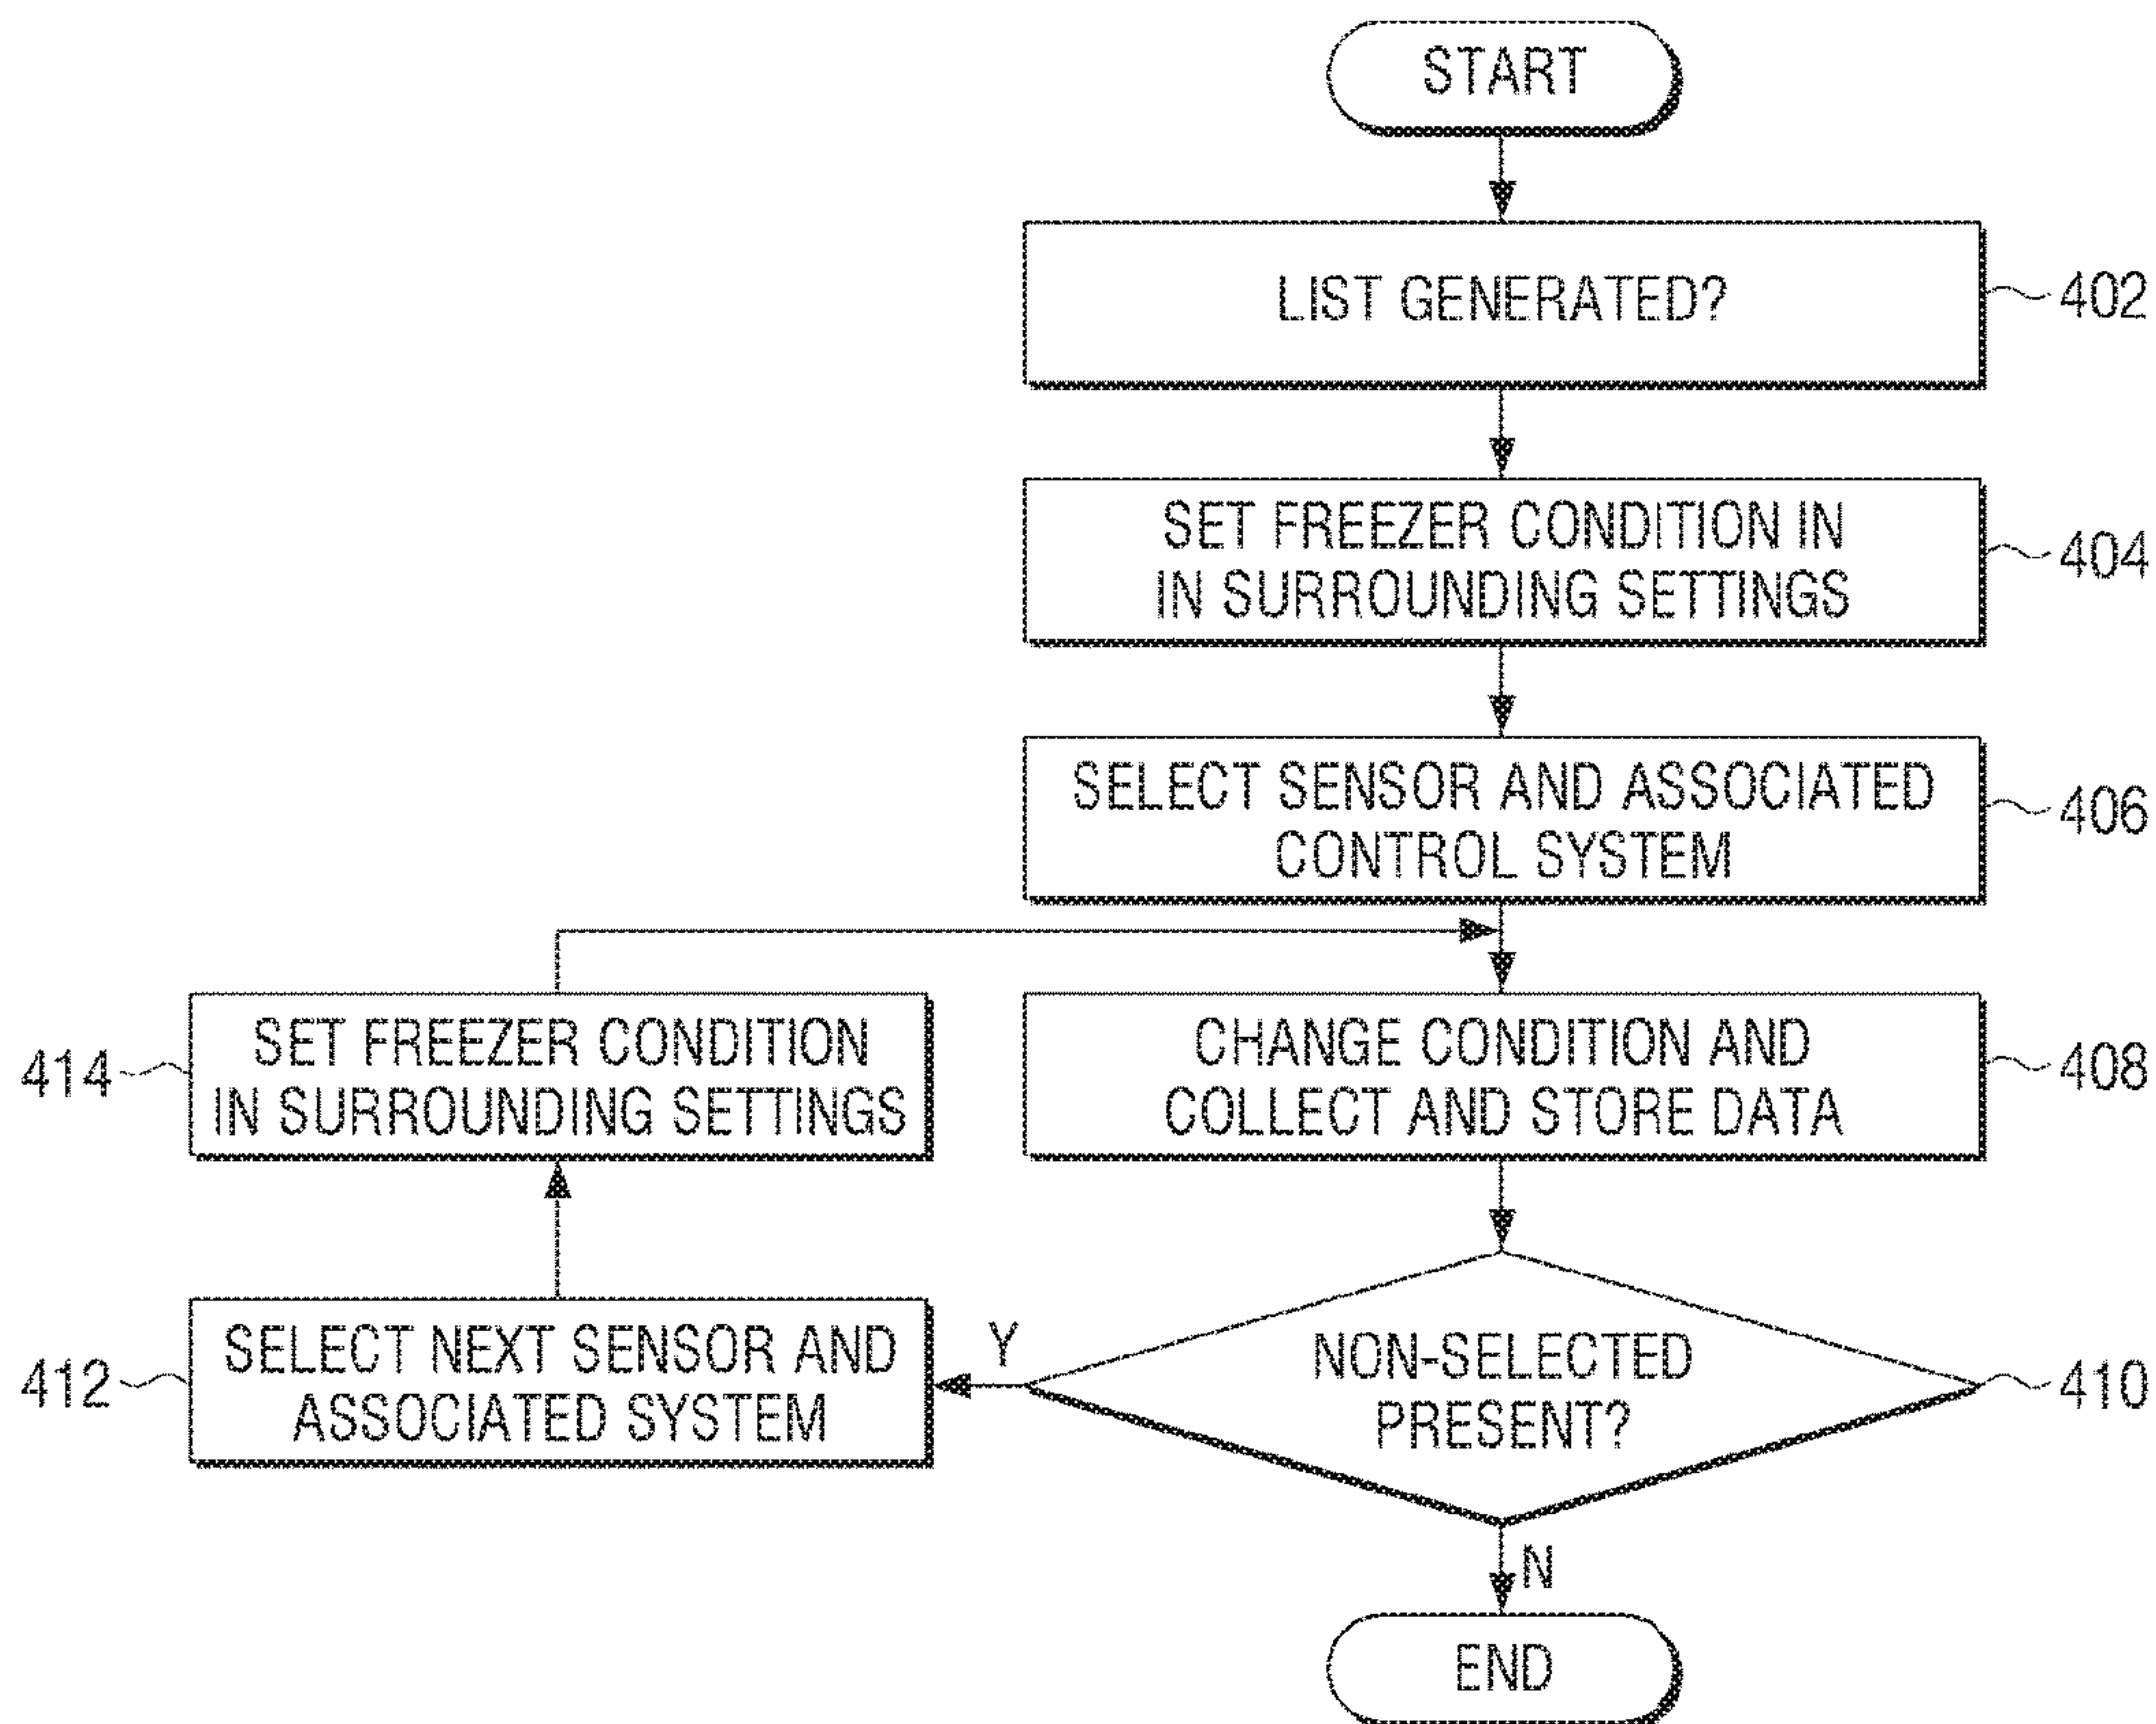 START
LIST GENERATED?
402
SET FREEZER CONDITION IN
IN SURROUNDING SETTINGS
404
SELECT SENSOR AND ASSOCIATED
CONTROL SYSTEM
406
SET FREEZER CONDITION
IN SURROUNDING SETTINGS
414
CHANGE CONDITION AND
COLLECT AND STORE DATA
408
SELECT NEXT SENSOR AND
ASSOCIATED SYSTEM
412
Y
NON-SELECTED
PRESENT?
410
N
END